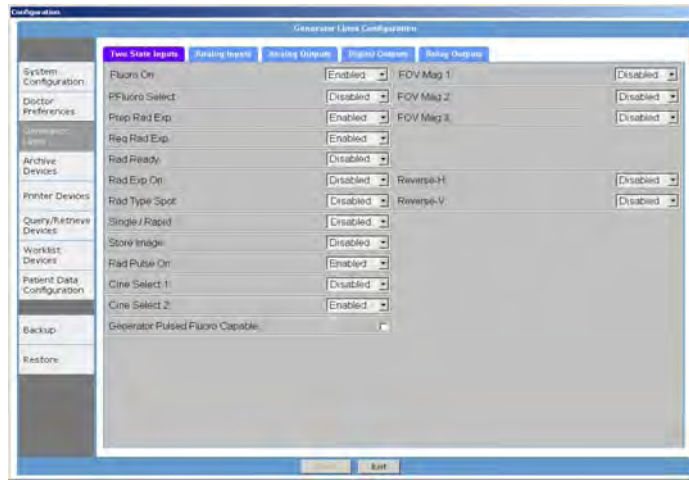 Configuration
Generator Lines Configuration
Two State Inputs Analog Inputs Analog Outputs Digital Outputs Relay Outputs
System
Configuration
Doctor
Preferences
Generator
Lines
Archive
Devices
Printer Devices
Query/Retrieve
Devices
Worklist
Devices
Patient Data
Configuration
Backup
Restore
Fluoro On: Enabled FOV Mag 1: Disabled
PFluoro Select: Disabled FOV Mag 2: Disabled
Prep Rad Exp: Enabled FOV Mag 3: Disabled
Req Rad Exp: Enabled
Rad Ready: Disabled
Rad Exp On: Disabled Reverse-H: Disabled
Rad Type Spot: Disabled Reverse-V: Disabled
Single / Rapid: Disabled
Store Image: Disabled
Rad Pulse On: Enabled
Cine Select 1: Disabled
Cine Select 2: Enabled
Generator Pulsed Fluoro Capable:
Exit